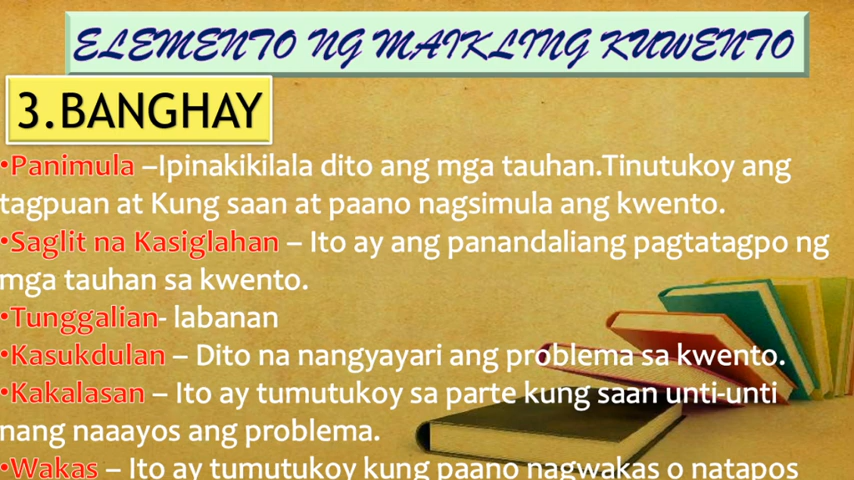 ELEMENTO NG MAIKLING KUWENTO
3.BANGHAY
•Panimula –Ipinakikilala dito ang mga tauhan.Tinutukoy ang
tagpuan at Kung saan at paano nagsimula ang kwento.
•Saglit na Kasiglahan – Ito ay ang panandaliang pagtatagpo ng
mga tauhan sa kwento.
•Tunggalian- labanan
•Kasukdulan – Dito na nangyayari ang problema sa kwento.
•Kakalasan – Ito ay tumutukoy sa parte kung saan unti-unti
nang naaayos ang problema.
•Wakas – Ito ay tumutukoy kung paano nagwakas o natapos